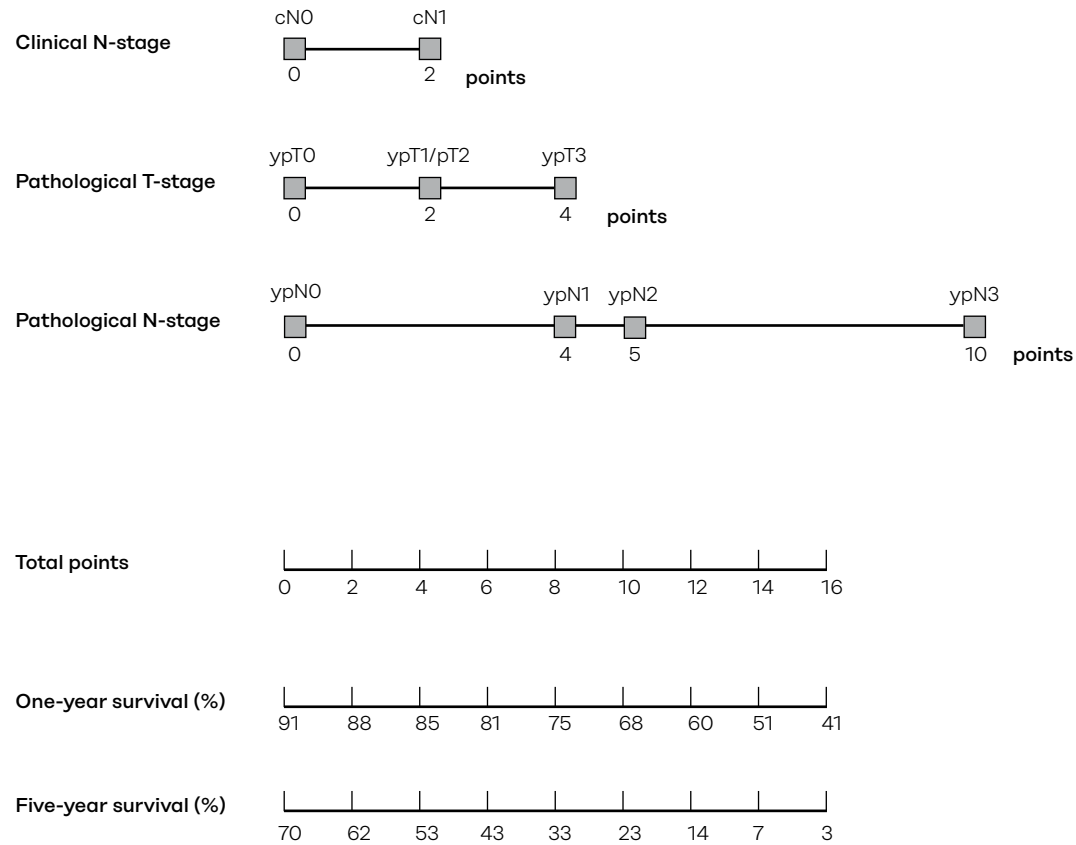 cN0 cN1
Clinical N-stage
0 2 points
ypT0 ypT1/pT2 ypT3
Pathological T-stage
0 2 4 points
ypN0 ypN1 ypN2 ypN3
Pathological N-stage
0 4 5 10 points
Total points
0 2 4 6 8 10 12 14 16
One-year survival (%)
91 88 85 81 75 68 60 51 41
Five-year survival (%)
70 62 53 43 33 23 14 7 3